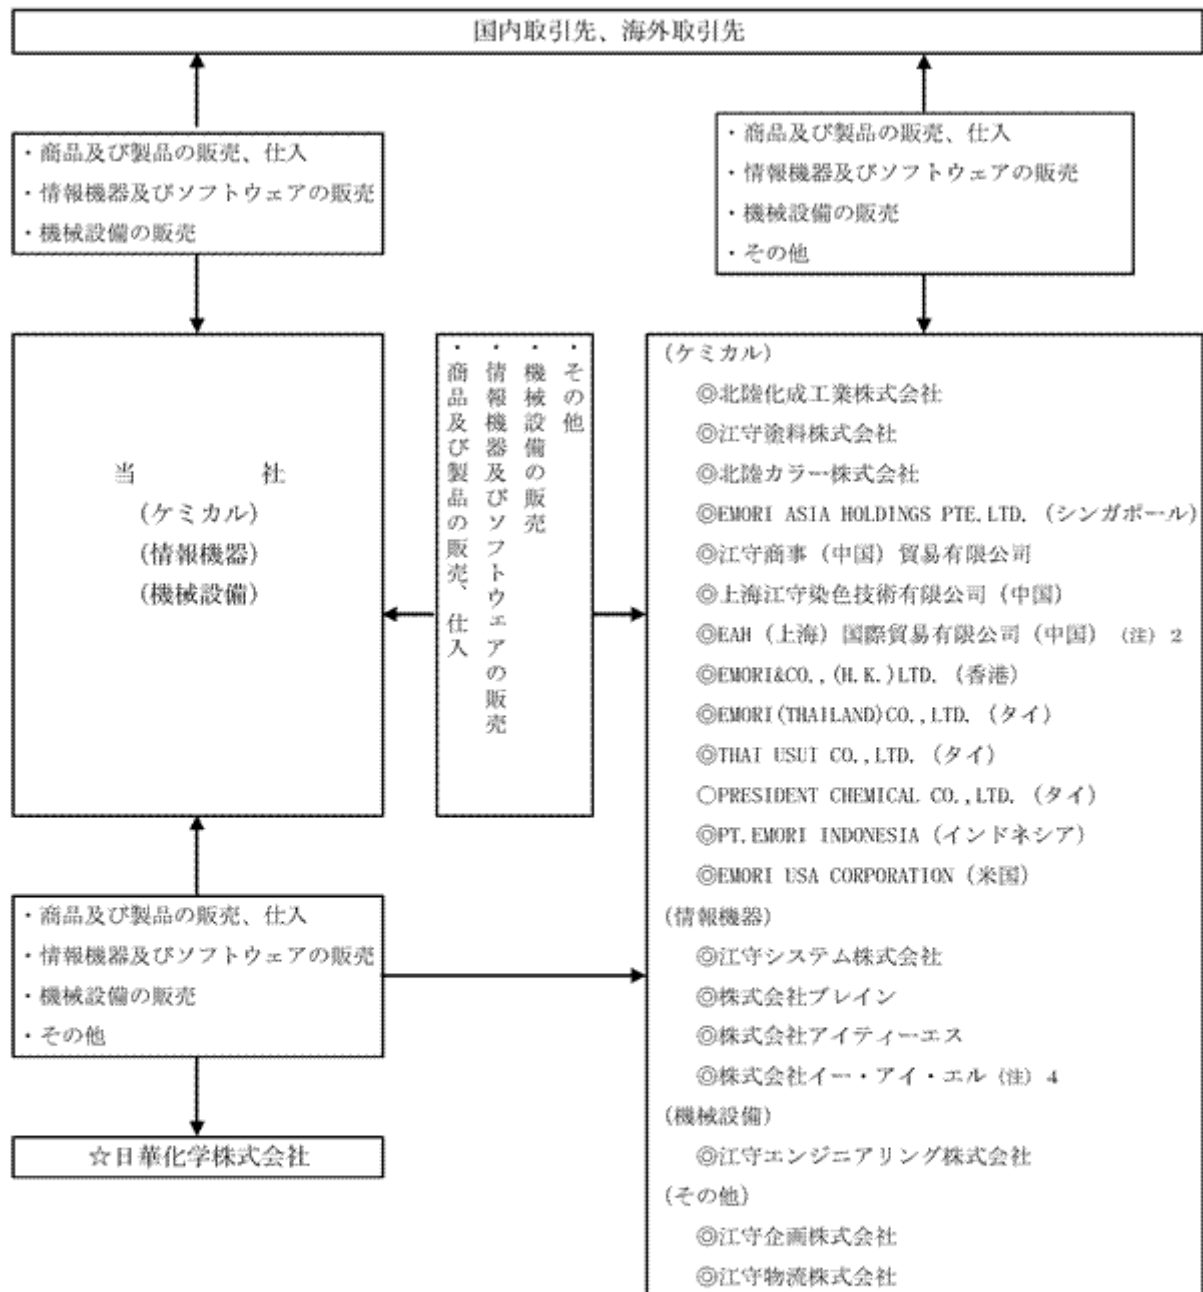 国内取引先、海外取引先
・商品及び製品の販売、仕入
・情報機器及びソフトウェアの販売
・機械設備の販売
・商品及び製品の販売、仕入
・情報機器及びソフトウェアの販売
・機械設備の販売
・その他
当　　　　社
(ケミカル)
(情報機器)
(機械設備)
・その他
・機械設備の販売
・情報機器及びソフトウェアの販売
・商品及び製品の販売、仕入
(ケミカル)
◎北陸化成工業株式会社
◎江守塗料株式会社
◎北陸カラー株式会社
◎EMORI ASIA HOLDINGS PTE.LTD. (シンガポール)
◎江守商事（中国）貿易有限公司
◎上海江守染色技術有限公司（中国）
◎EAH（上海）国際貿易有限公司（中国）（注）2
◎EMORI&CO.,(H.K.)LTD.（香港）
◎EMORI(THAILAND)CO.,LTD.（タイ）
◎THAI USUI CO.,LTD.（タイ）
○PRESIDENT CHEMICAL CO.,LTD.（タイ）
◎PT.EMORI INDONESIA（インドネシア）
◎EMORI USA CORPORATION（米国）
(情報機器)
◎江守システム株式会社
◎株式会社ブレイン
◎株式会社アイティーエス
◎株式会社イー・アイ・エル（注）4
(機械設備)
◎江守エンジニアリング株式会社
(その他)
◎江守企画株式会社
◎江守物流株式会社
・商品及び製品の販売、仕入
・情報機器及びソフトウェアの販売
・機械設備の販売
・その他
☆日華化学株式会社